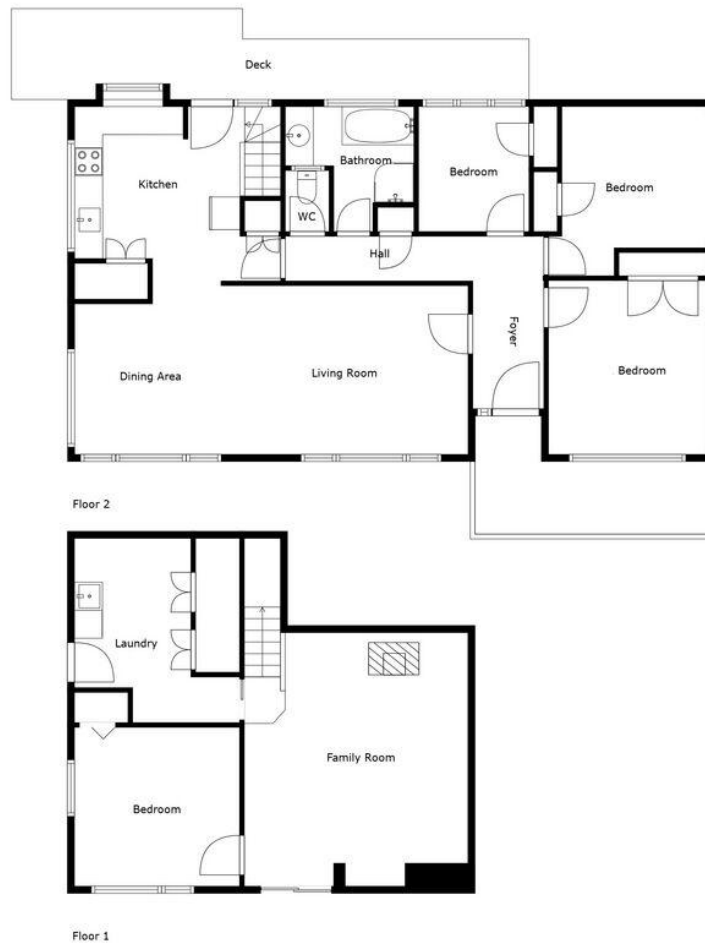 Deck
Kitchen
Bathroom
Bedroom
Bedroom
WC
Hall
Foyer
Dining Area
Living Room
Bedroom
Floor 2
Laundry
Family Room
Bedroom
Floor 1